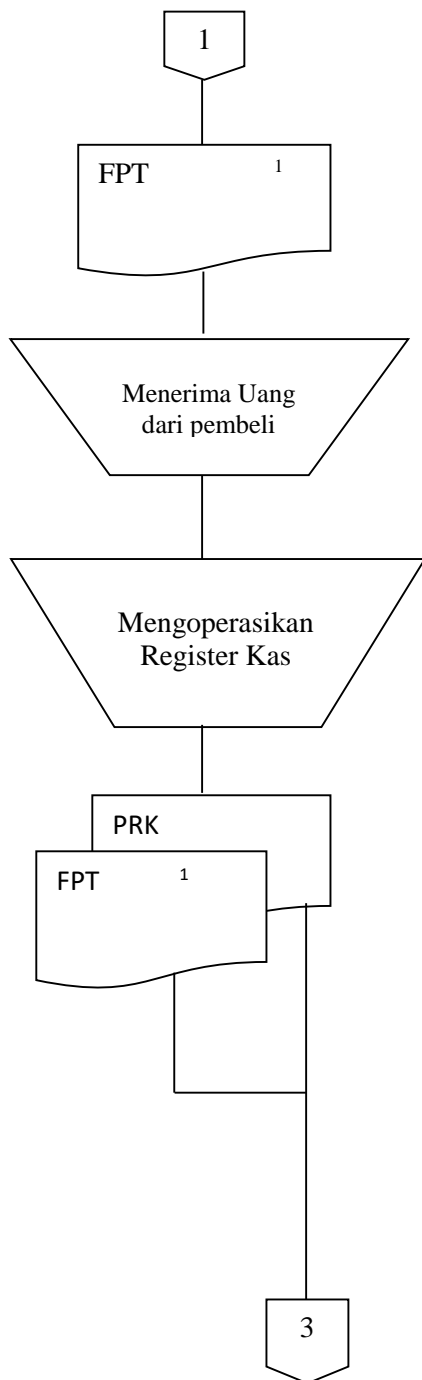 1
FPT 1
Menerima Uang
dari pembeli
Mengoperasikan
Register Kas
PRK
FPT 1
3